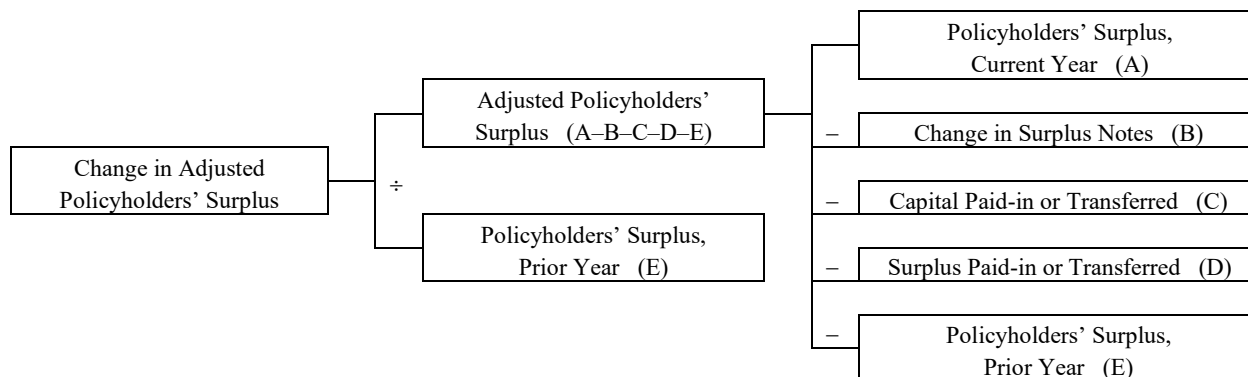 Change in Adjusted
Policyholders’ Surplus
÷
Adjusted Policyholders’
Surplus (A–B–C–D–E)
Policyholders’ Surplus,
Prior Year (E)
Policyholders’ Surplus,
Current Year (A)
– Change in Surplus Notes (B)
– Capital Paid-in or Transferred (C)
– Surplus Paid-in or Transferred (D)
– Policyholders’ Surplus,
Prior Year (E)